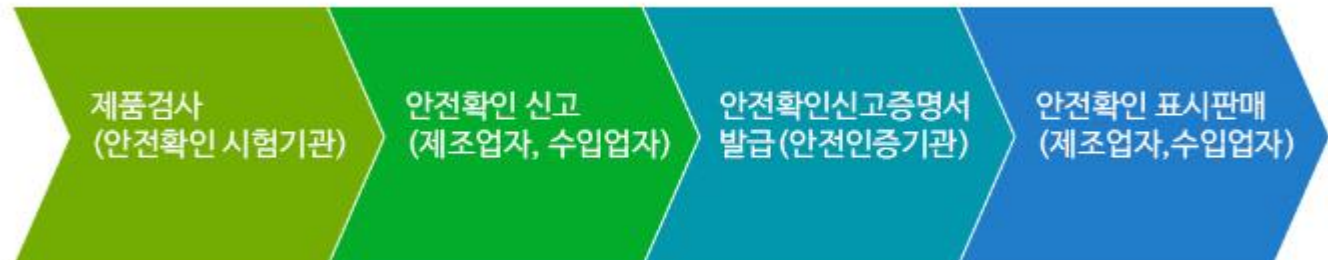 제품검사
(안전확인 시험기관)
안전확인 신고
(제조업자, 수입업자)
안전확인신고증명서
발급(안전인증기관)
안전확인 표시판매
(제조업자,수입업자)